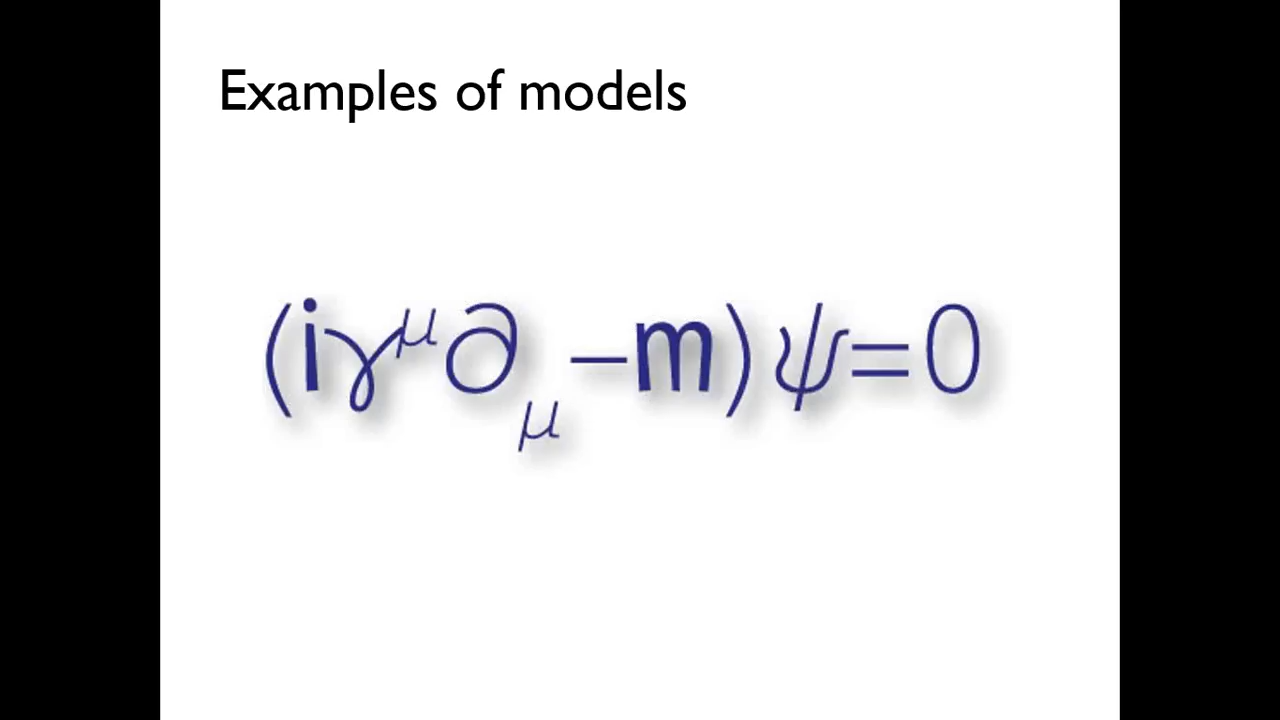 Examples of models
(iγ^μ∂_μ–m)ψ=0